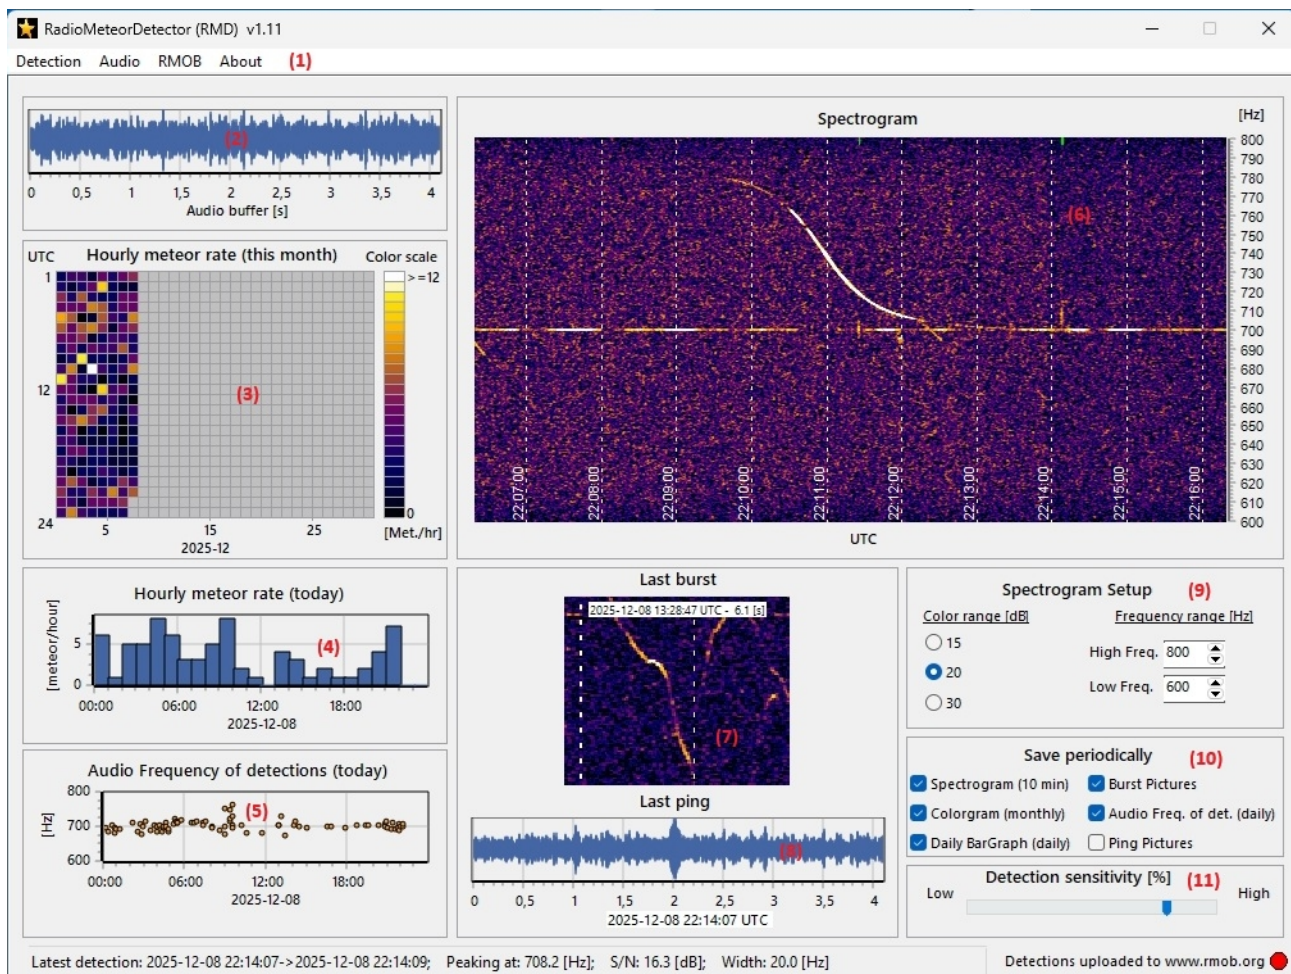 RadioMeteorDetector (RMD) v1.11
Detection Audio RMOB About (1)
(2)
0 0,5 1 1,5 2 2,5 3 3,5 4
Audio buffer [s]
UTC Hourly meteor rate (this month) Color scale
1 >=12
12 (3)
24 0
5 15 25 [Met./hr]
2025-12
Spectrogram [Hz]
800
790
780
770
(6) 760
750
740
730
720
710
700
690
680
670
660
650
640
630
620
610
600
22:07:00 22:08:00 22:09:00 22:10:00 22:11:00 22:12:00 22:13:00 22:14:00 22:15:00 22:16:00
UTC
Hourly meteor rate (today)
[meteor/hour]
5 (4)
0
00:00 06:00 12:00 18:00
2025-12-08
Audio Frequency of detections (today)
[Hz]
800
700 (5)
600
00:00 06:00 12:00 18:00
2025-12-08
Last burst
2025-12-08 13:28:47 UTC - 6.1 [s]
(7)
Last ping
(8)
0 0,5 1 1,5 2 2,5 3 3,5 4
2025-12-08 22:14:07 UTC
Spectrogram Setup (9)
Color range [dB] Frequency range [Hz]
15
20
30
High Freq. 800
Low Freq. 600
Save periodically (10)
Spectrogram (10 min) Burst Pictures
Colorgram (monthly) Audio Freq. of det. (daily)
Daily BarGraph (daily) Ping Pictures
Detection sensitivity [%] (11)
Low High
Latest detection: 2025-12-08 22:14:07->2025-12-08 22:14:09; Peaking at: 708.2 [Hz]; S/N: 16.3 [dB]; Width: 20.0 [Hz]
Detections uploaded to www.rmob.org